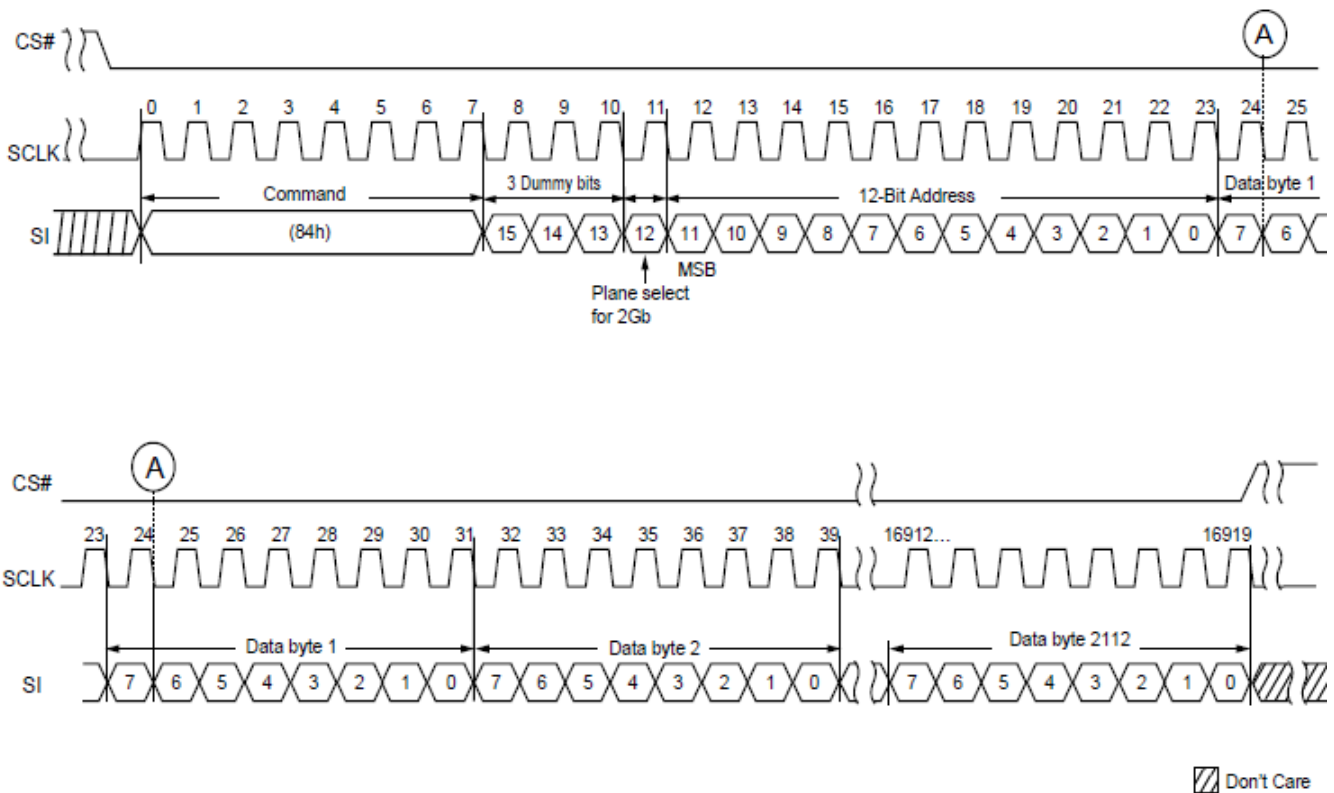 CS#
A
0 1 2 3 4 5 6 7 8 9 10 11 12 13 14 15 16 17 18 19 20 21 22 23 24 25
SCLK
Command 3 Dummy bits 12-Bit Address Data byte 1
SI (84h) 15 14 13 12 11 10 9 8 7 6 5 4 3 2 1 0 7 6
MSB
Plane select
for 2Gb
A
CS#
23 24 25 26 27 28 29 30 31 32 33 34 35 36 37 38 39 16912... 16919
SCLK
Data byte 1 Data byte 2 Data byte 2112
SI 7 6 5 4 3 2 1 0 7 6 5 4 3 2 1 0 7 6 5 4 3 2 1 0
Don't Care